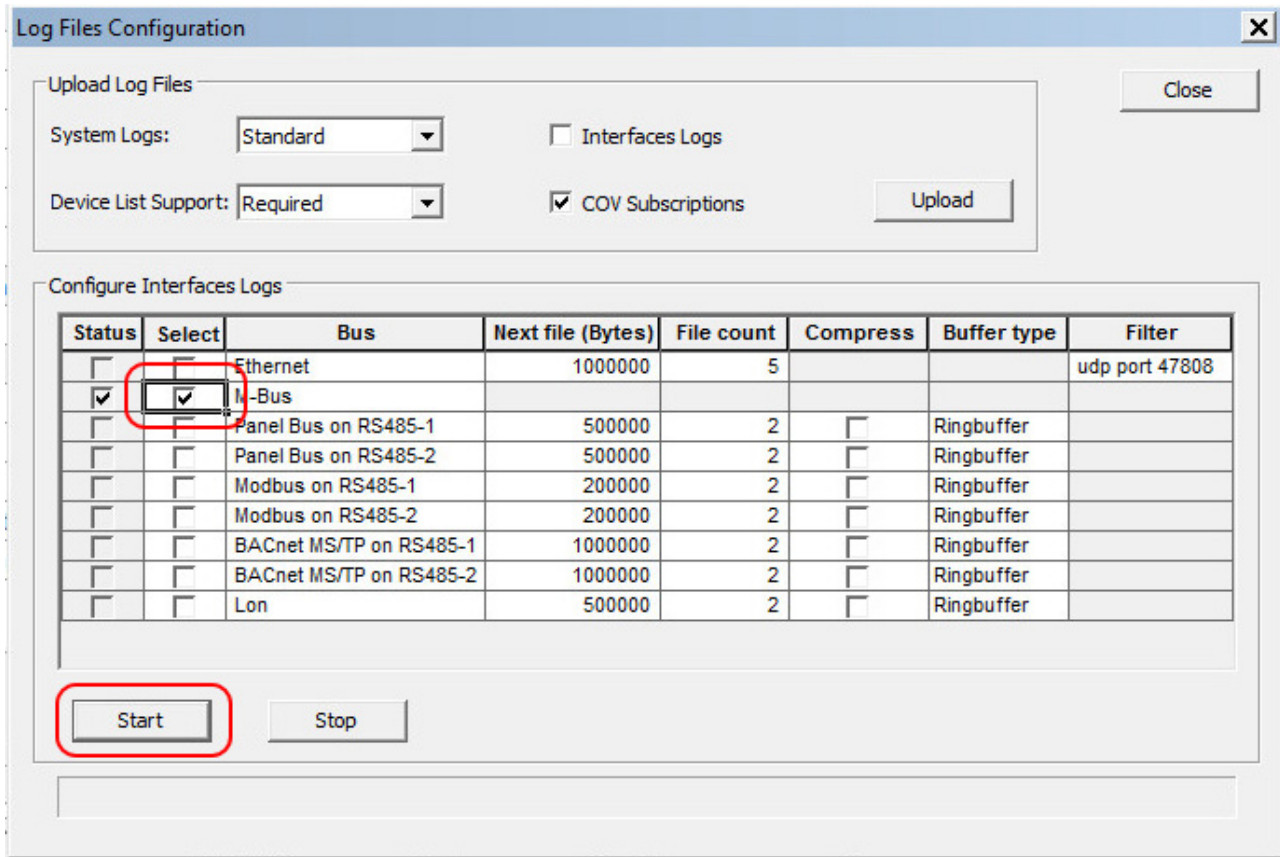 Log Files Configuration
Upload Log Files
Close
System Logs: Standard Interfaces Logs
Device List Support: Required COV Subscriptions Upload
Configure Interfaces Logs
Status Select Bus Next file (Bytes) File count Compress Buffer type Filter
Ethernet 1000000 5 udp port 47808
M-Bus
Panel Bus on RS485-1 500000 2 Ringbuffer
Panel Bus on RS485-2 500000 2 Ringbuffer
Modbus on RS485-1 200000 2 Ringbuffer
Modbus on RS485-2 200000 2 Ringbuffer
BACnet MS/TP on RS485-1 1000000 2 Ringbuffer
BACnet MS/TP on RS485-2 1000000 2 Ringbuffer
Lon 500000 2 Ringbuffer
Start Stop